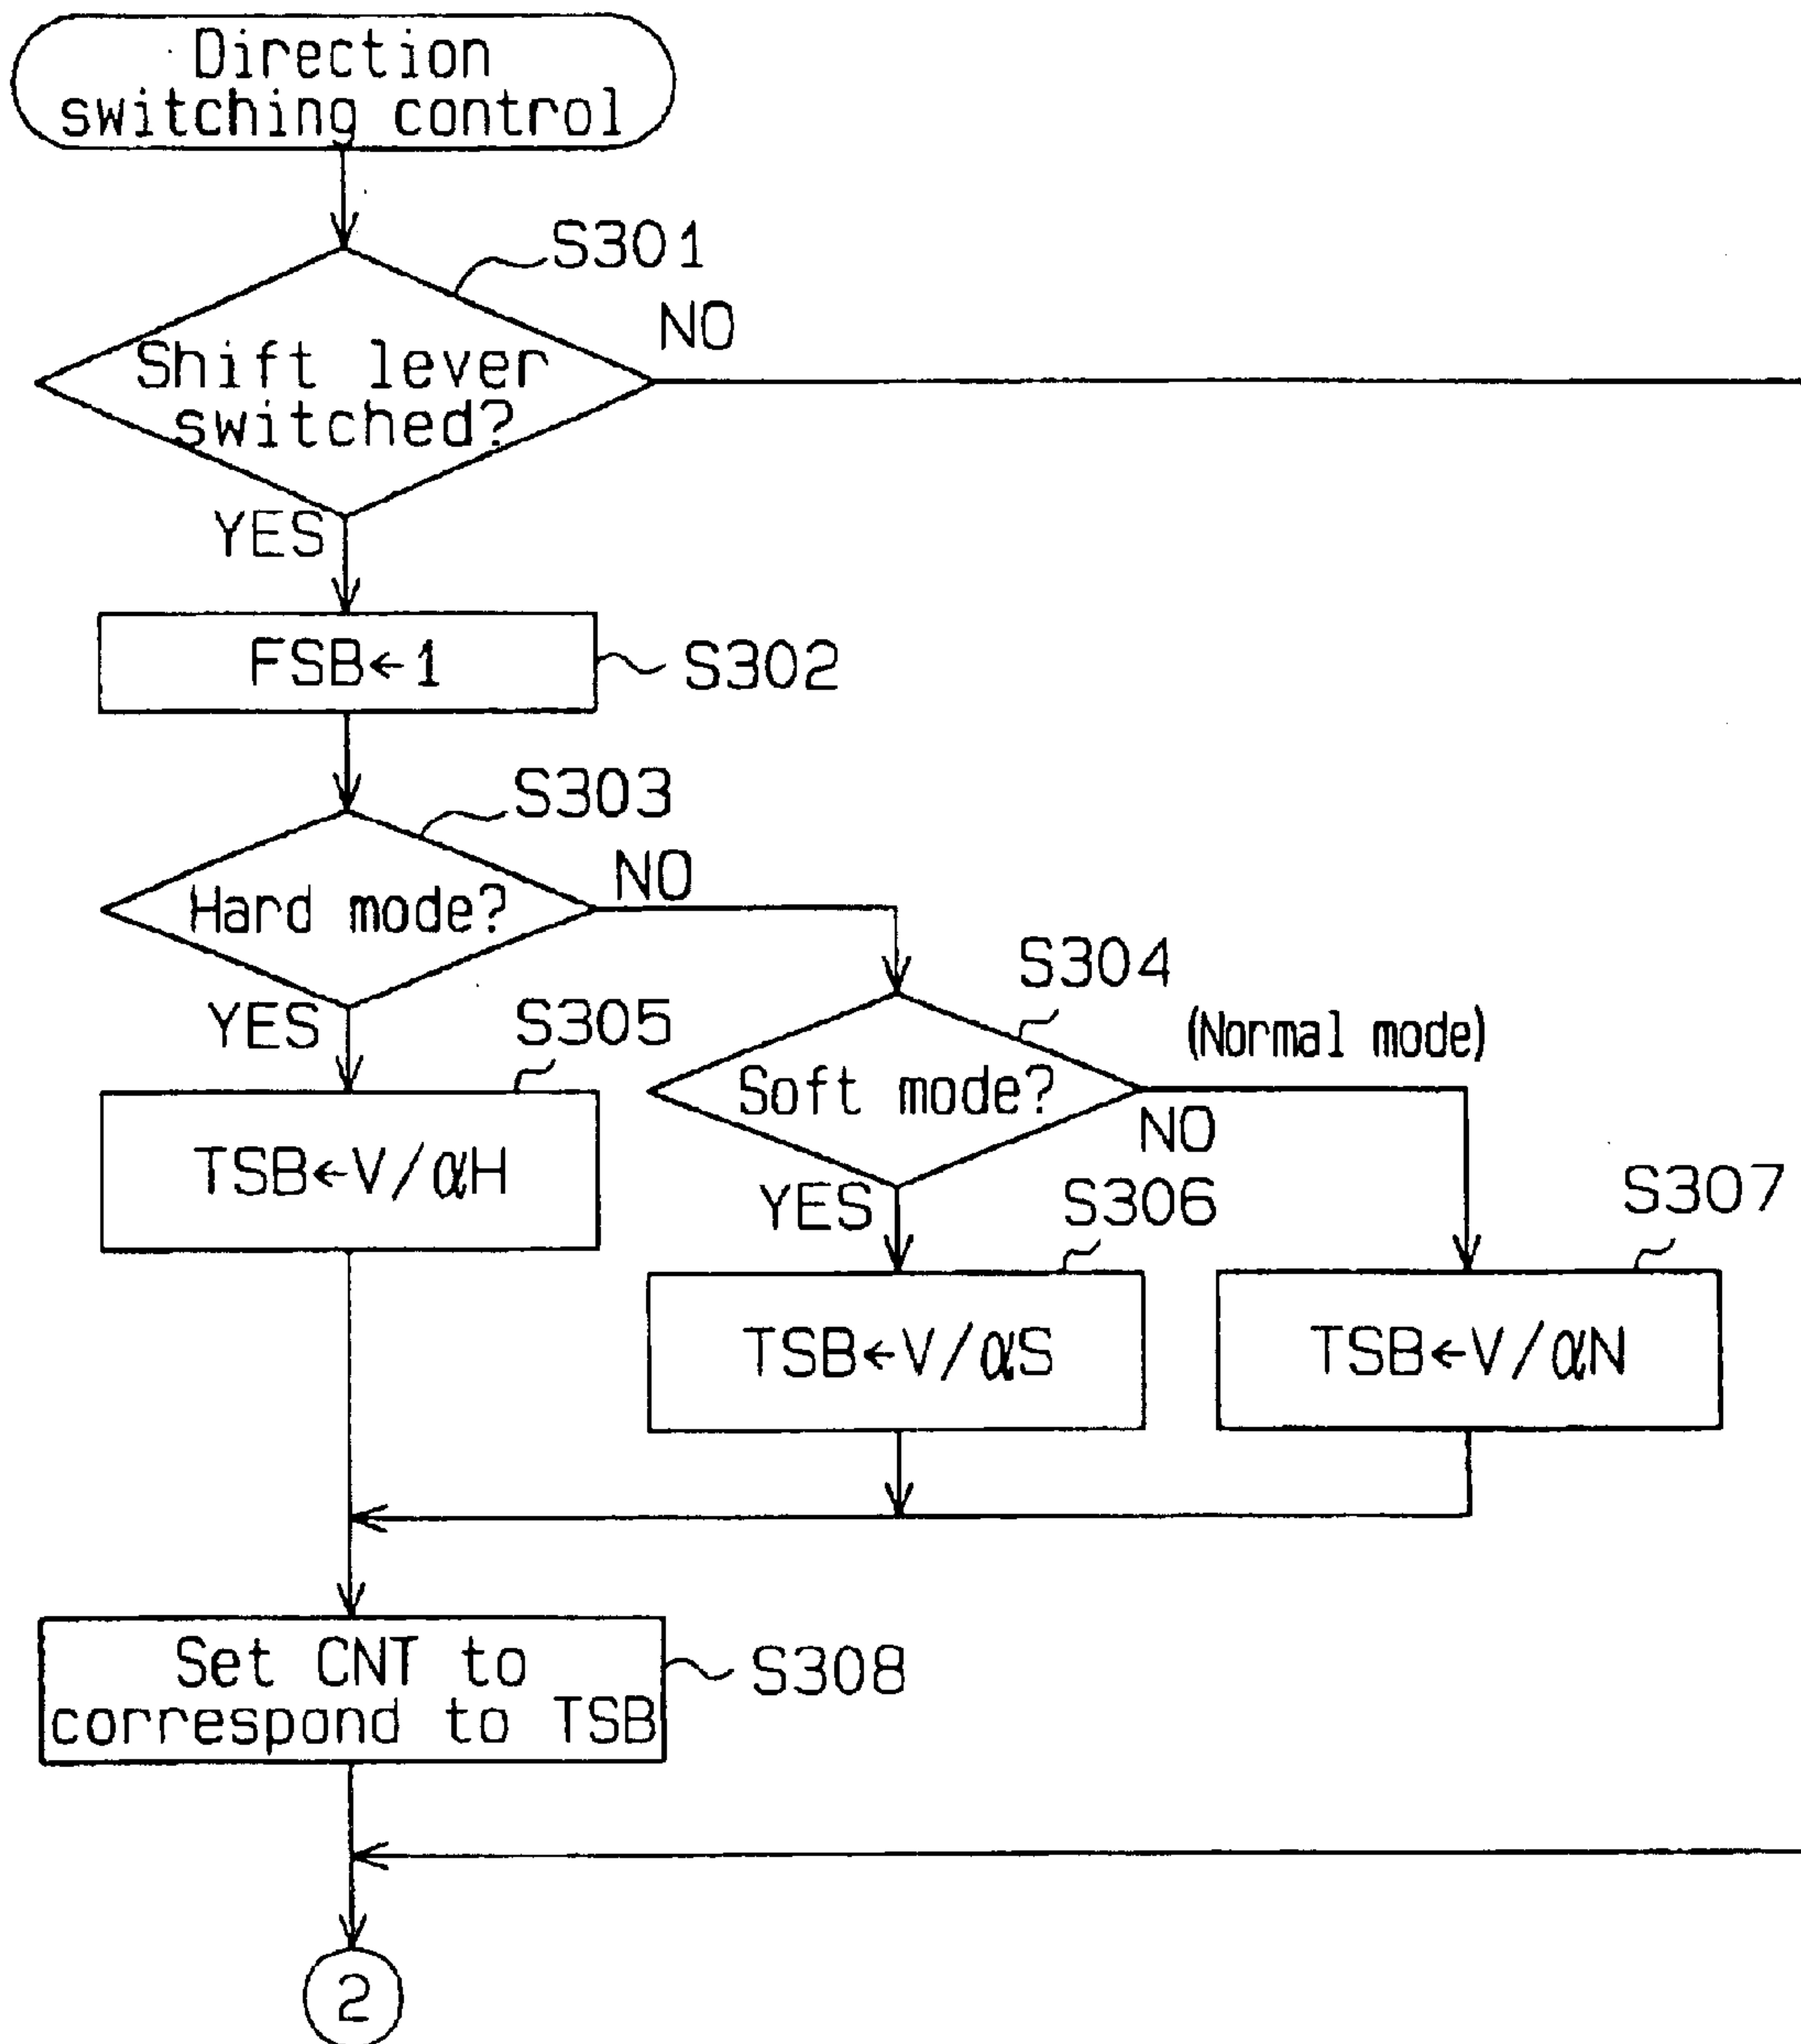 Direction
switching control
S301
NO
Shift lever
switched?
YES
FSB←1
S302
S303
NO
Hard mode?
YES
S304
(Normal mode)
S305
Soft mode?
NO
TSB←V/αH
YES
S306
S307
TSB←V/αS
TSB←V/αN
Set CNT to
correspond to TSB
S308
2